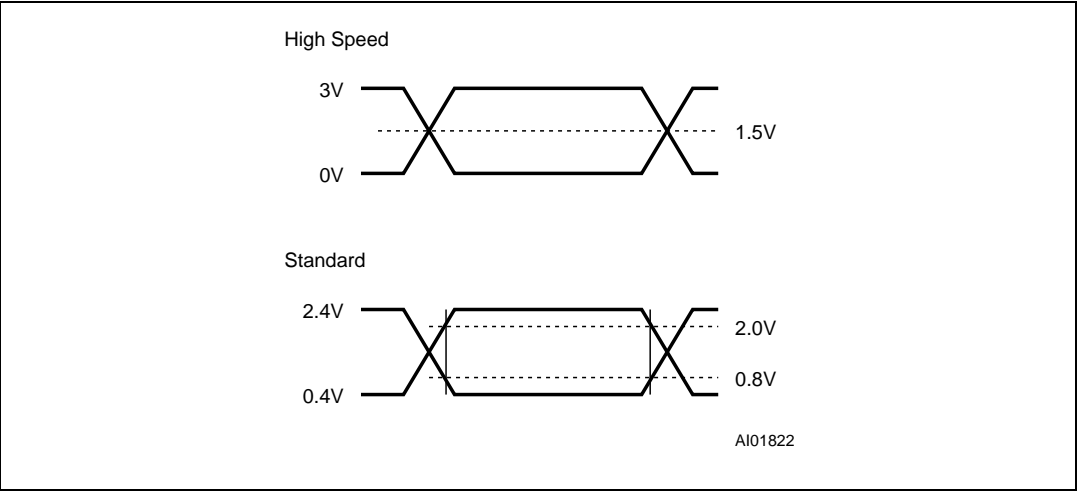 High Speed
3V
1.5V
0V
Standard
2.4V
2.0V
0.8V
0.4V
AI01822